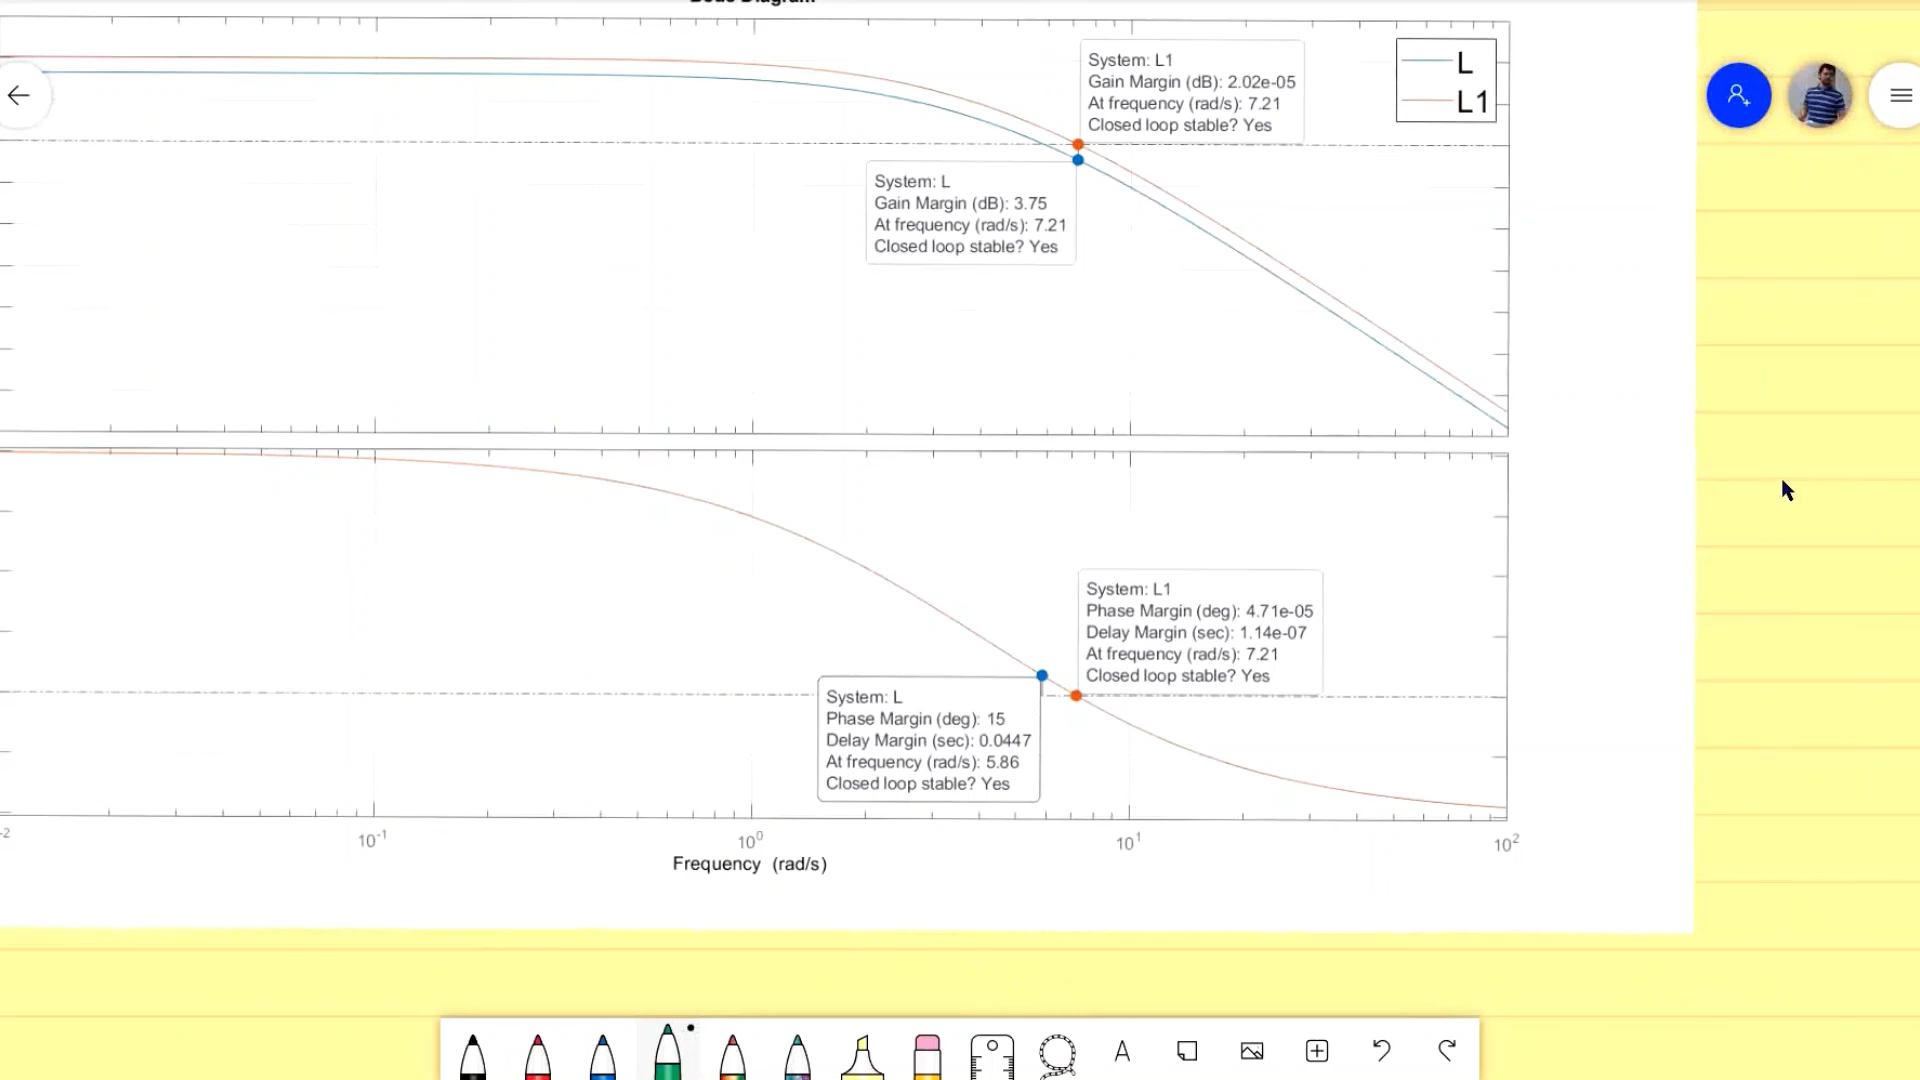 Bode Diagram
System: L1
Gain Margin (dB): 2.02e-05
At frequency (rad/s): 7.21
Closed loop stable? Yes
L
L1
System: L
Gain Margin (dB): 3.75
At frequency (rad/s): 7.21
Closed loop stable? Yes
System: L1
Phase Margin (deg): 4.71e-05
Delay Margin (sec): 1.14e-07
At frequency (rad/s): 7.21
Closed loop stable? Yes
System: L
Phase Margin (deg): 15
Delay Margin (sec): 0.0447
At frequency (rad/s): 5.86
Closed loop stable? Yes
-2 10⁻¹ 10⁰ 10¹ 10²
Frequency (rad/s)
A